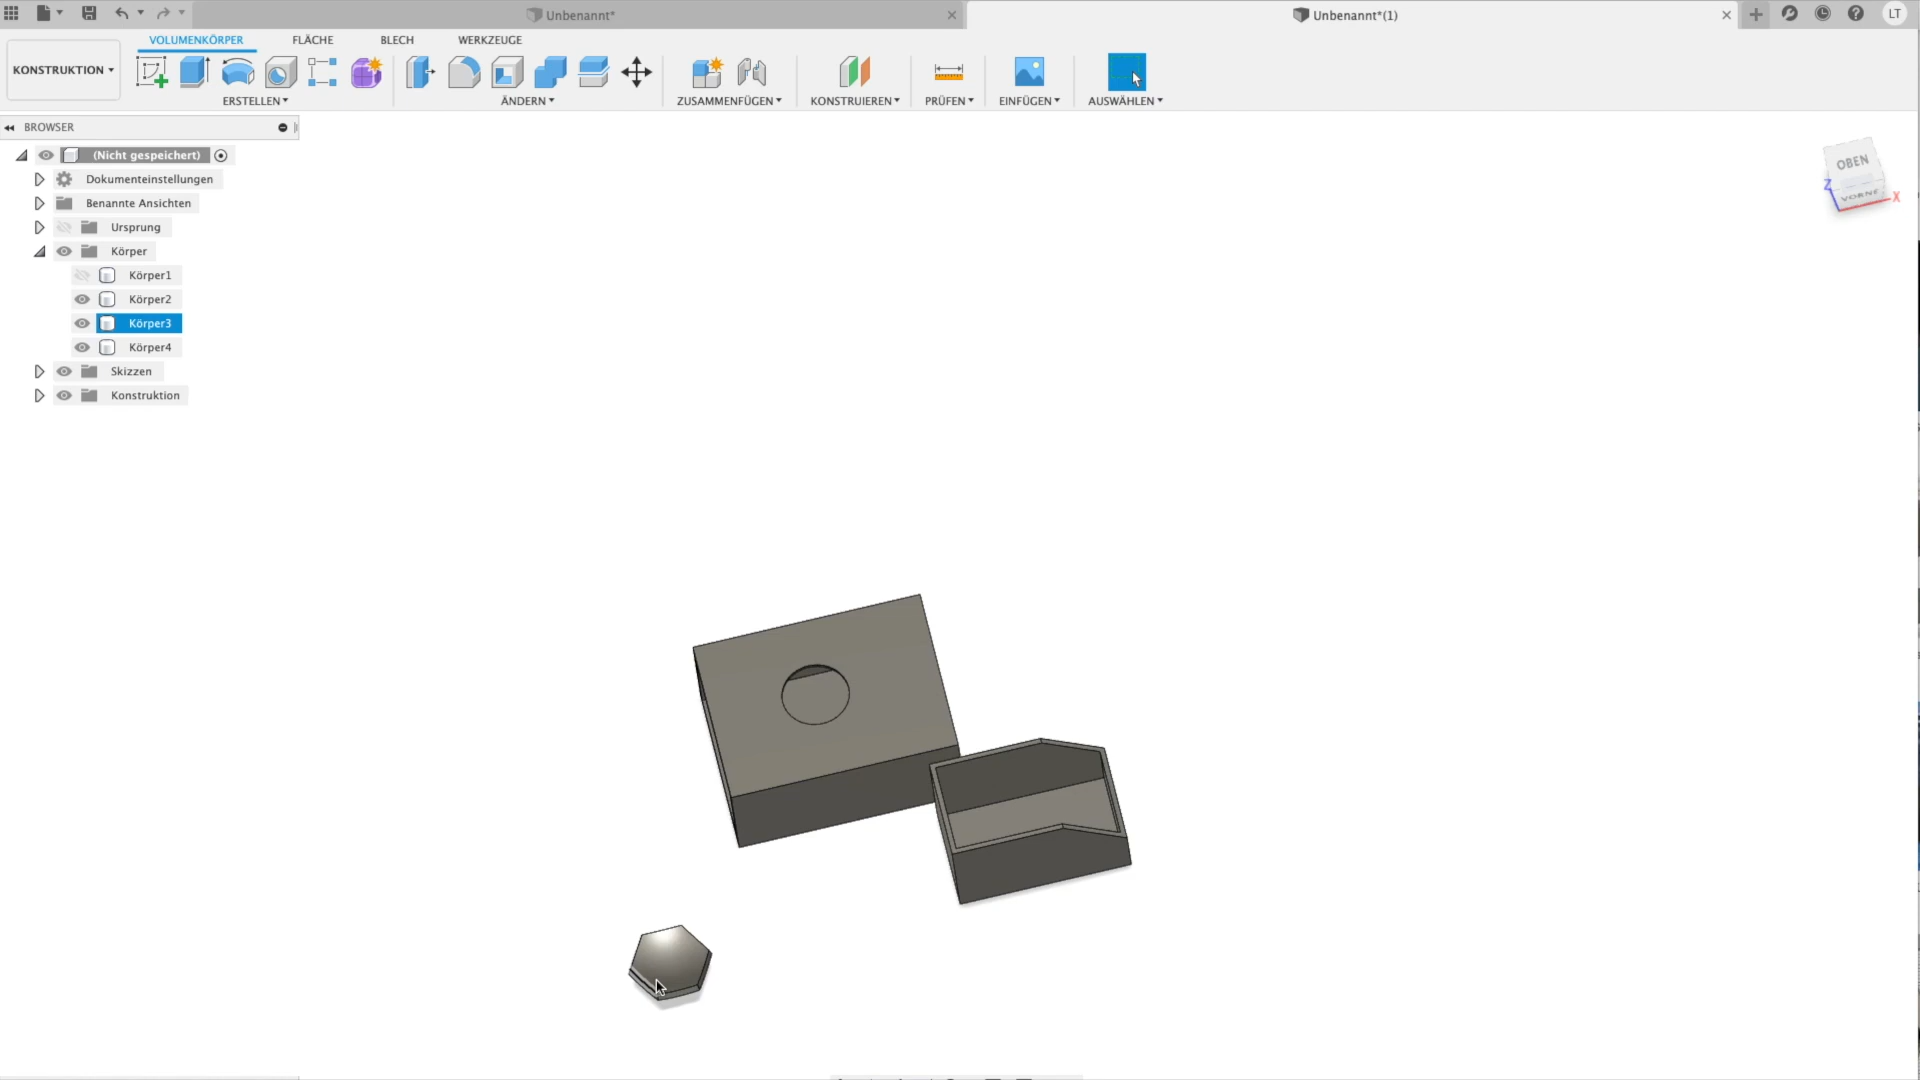 Unbenannt*
Unbenannt*(1)
LT
VOLUMENKÖRPER
FLÄCHE
BLECH
WERKZEUGE
KONSTRUKTION
ERSTELLEN
ÄNDERN
ZUSAMMENFÜGEN
KONSTRUIEREN
PRÜFEN
EINFÜGEN
AUSWÄHLEN
BROWSER
(Nicht gespeichert)
Dokumenteinstellungen
Benannte Ansichten
Ursprung
Körper
Körper1
Körper2
Körper3
Körper4
Skizzen
Konstruktion
OBEN
Z
VORNE
X